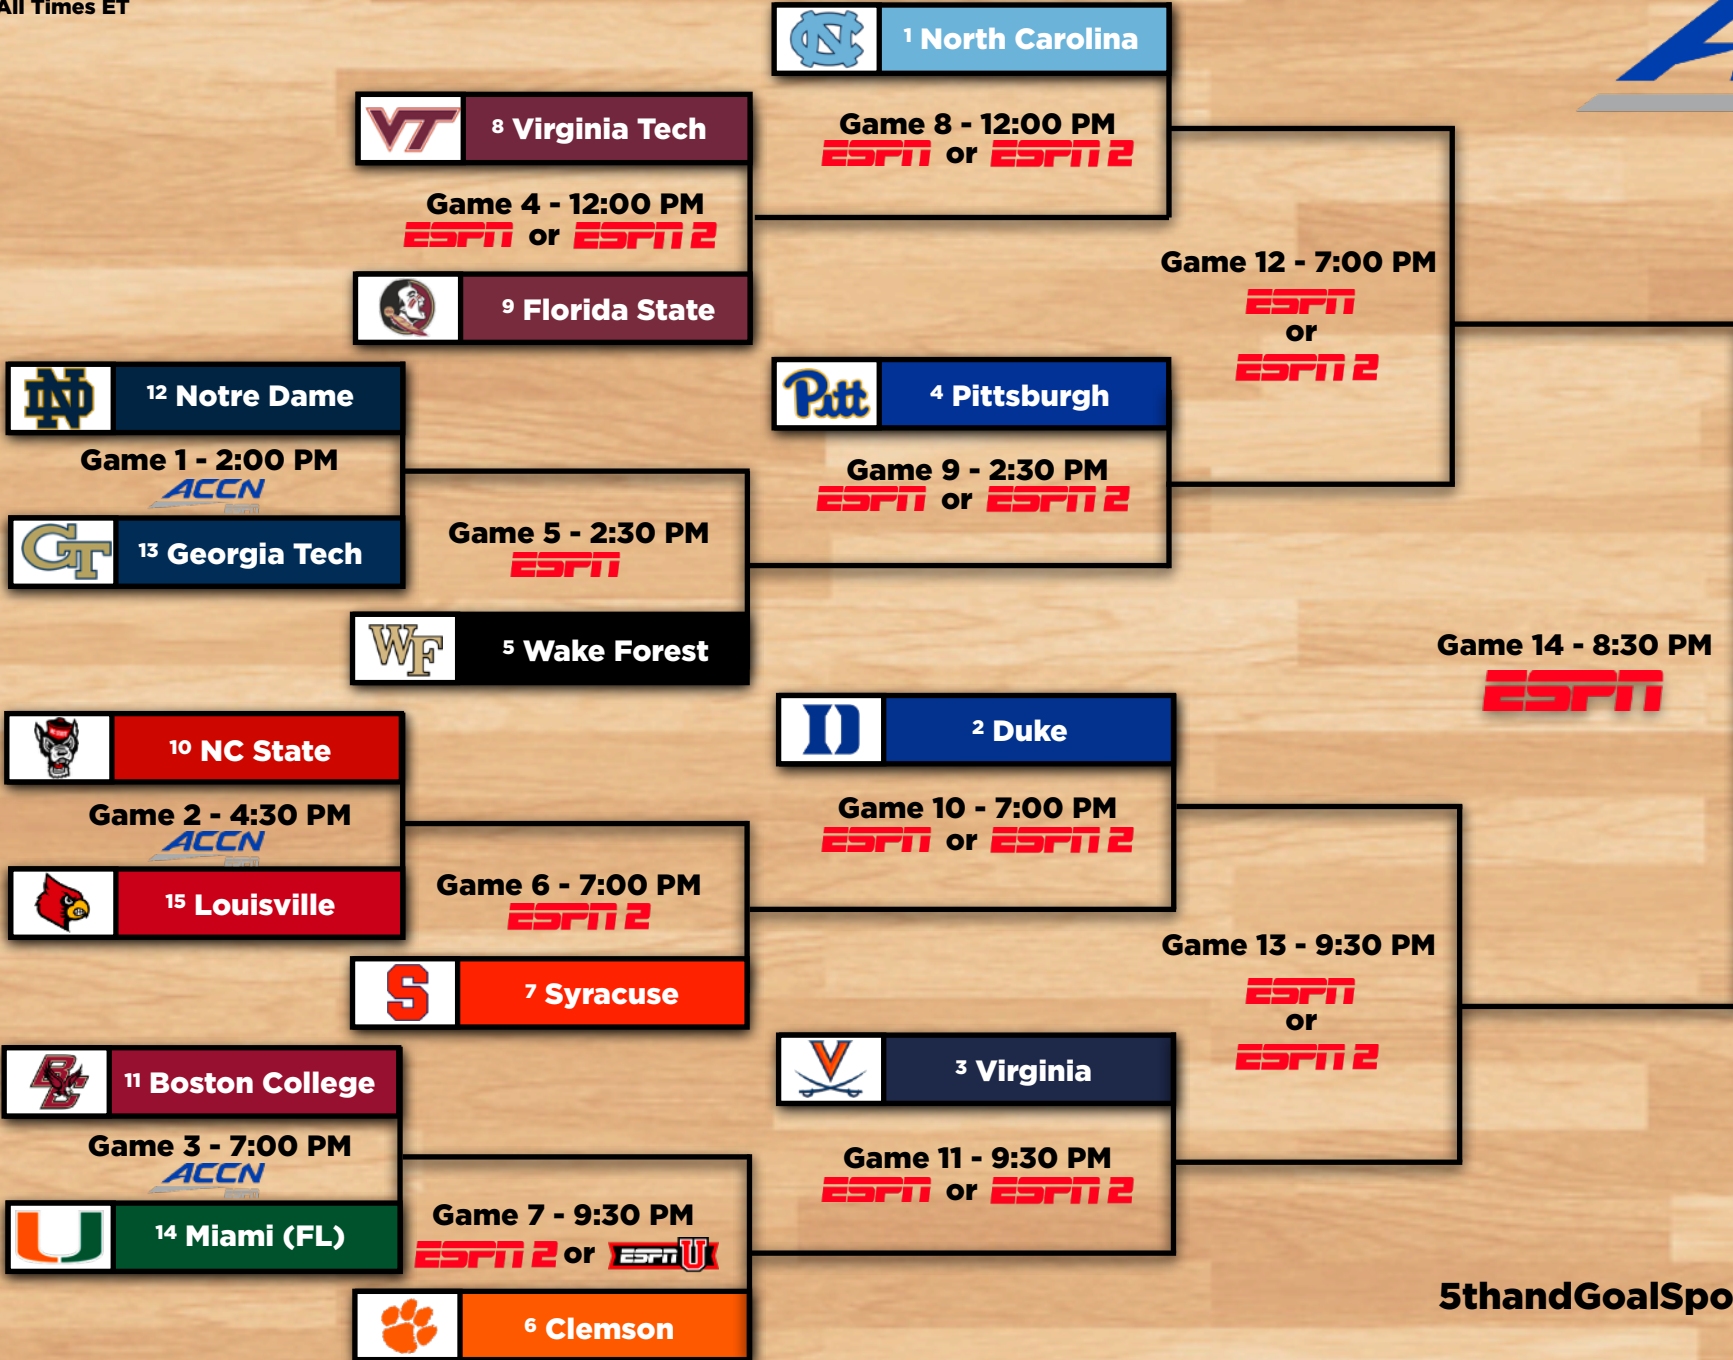 All Times ET
1 North Carolina
8 Virginia Tech
Game 8 - 12:00 PM
ESPN or ESPN 2
Game 4 - 12:00 PM
ESPN or ESPN 2
9 Florida State
Game 12 - 7:00 PM
ESPN
or
ESPN 2
12 Notre Dame
Game 1 - 2:00 PM
ACCN
13 Georgia Tech
Pitt
4 Pittsburgh
Game 9 - 2:30 PM
ESPN or ESPN 2
Game 5 - 2:30 PM
ESPN
WF
5 Wake Forest
Game 14 - 8:30 PM
ESPN
10 NC State
Game 2 - 4:30 PM
ACCN
15 Louisville
D
2 Duke
Game 10 - 7:00 PM
ESPN or ESPN 2
Game 6 - 7:00 PM
ESPN 2
S
7 Syracuse
Game 13 - 9:30 PM
ESPN
or
ESPN 2
11 Boston College
Game 3 - 7:00 PM
ACCN
14 Miami (FL)
3 Virginia
Game 11 - 9:30 PM
ESPN or ESPN 2
Game 7 - 9:30 PM
ESPN 2 or ESPNU
6 Clemson
5thandGoalSpo